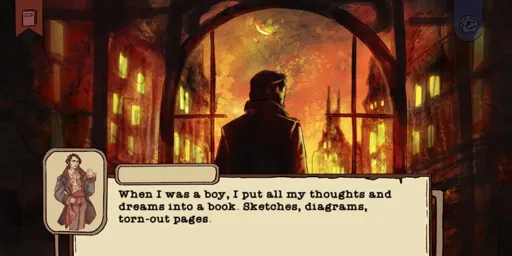 When I was a boy, I put all my thoughts and
dreams into a book. Sketches, diagrams,
torn-out pages.